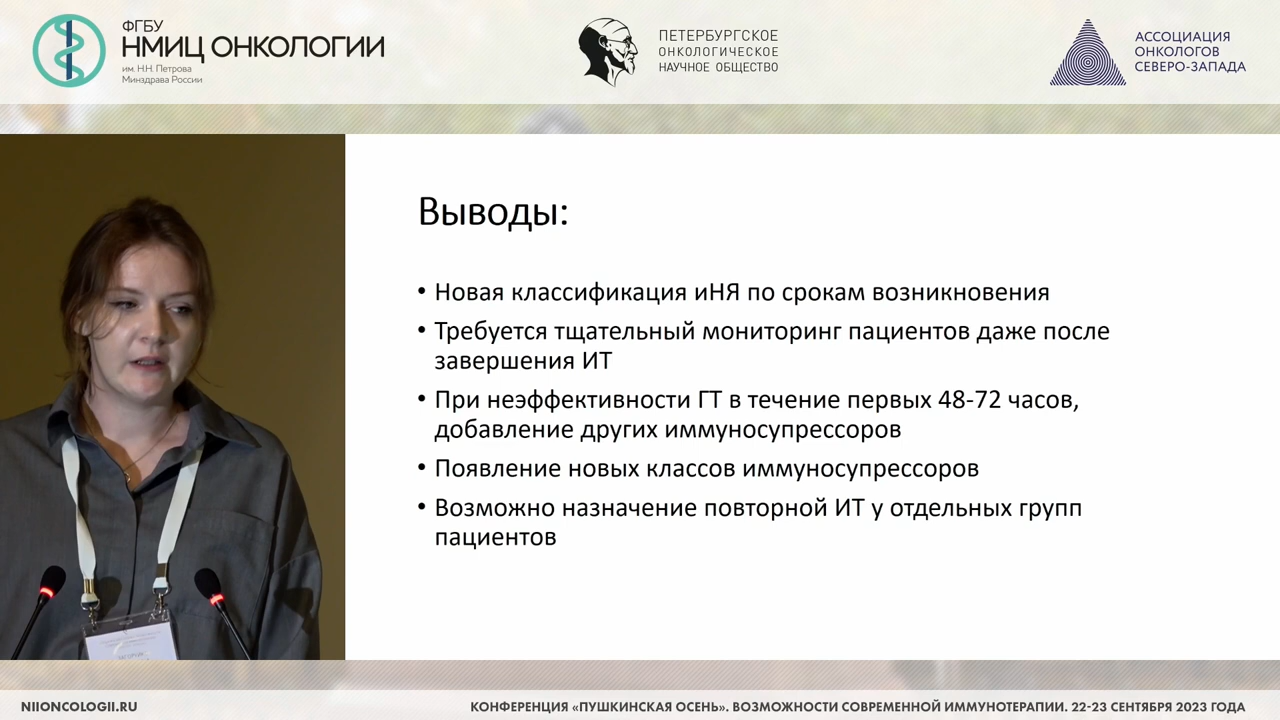 ФГБУ
НМИЦ ОНКОЛОГИИ
им. Н.Н. Петрова
Минздрава России
ПЕТЕРБУРГСКОЕ
ОНКОЛОГИЧЕСКОЕ
НАУЧНОЕ ОБЩЕСТВО
АССОЦИАЦИЯ
ОНКОЛОГОВ
СЕВЕРО-ЗАПАДА
Выводы:
• Новая классификация иНЯ по срокам возникновения
• Требуется тщательный мониторинг пациентов даже после
завершения ИТ
• При неэффективности ГТ в течение первых 48-72 часов,
добавление других иммуносупрессоров
• Появление новых классов иммуносупрессоров
• Возможно назначение повторной ИТ у отдельных групп
пациентов
NIIONCOLOGII.RU
КОНФЕРЕНЦИЯ «ПУШКИНСКАЯ ОСЕНЬ». ВОЗМОЖНОСТИ СОВРЕМЕННОЙ ИММУНОТЕРАПИИ. 22-23 СЕНТЯБРЯ 2023 ГОДА